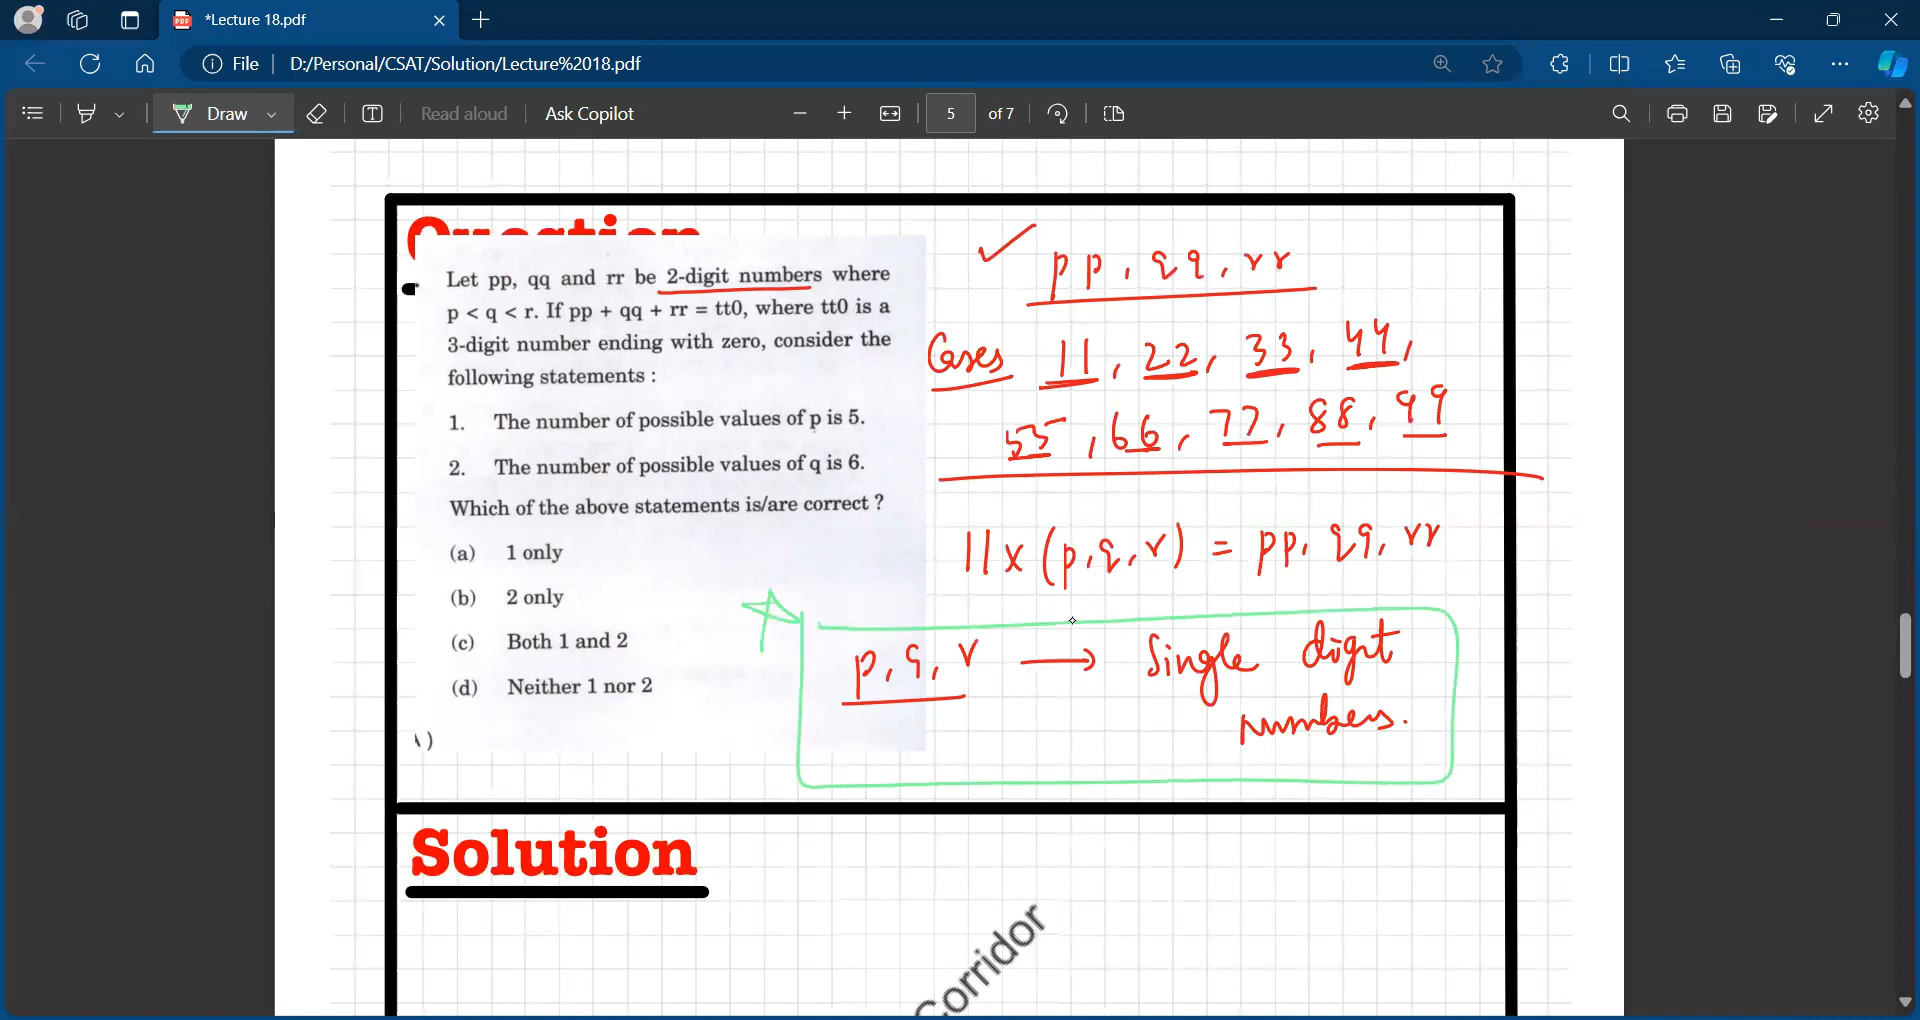 *Lecture 18.pdf
File D:/Personal/CSAT/Solution/Lecture%2018.pdf
Draw Read aloud Ask Copilot 5 of 7
Question
Let pp, qq and rr be 2-digit numbers where
p < q < r. If pp + qq + rr = tt0, where tt0 is a
3-digit number ending with zero, consider the
following statements :
1. The number of possible values of p is 5.
2. The number of possible values of q is 6.
Which of the above statements is/are correct ?
(a) 1 only
(b) 2 only
(c) Both 1 and 2
(d) Neither 1 nor 2
pp, qq, rr
Cases 11, 22, 33, 44,
55, 66, 77, 88, 99
11 x (p, q, r) = pp, qq, rr
p, q, r → Single digit
numbers.
Solution
Corridor